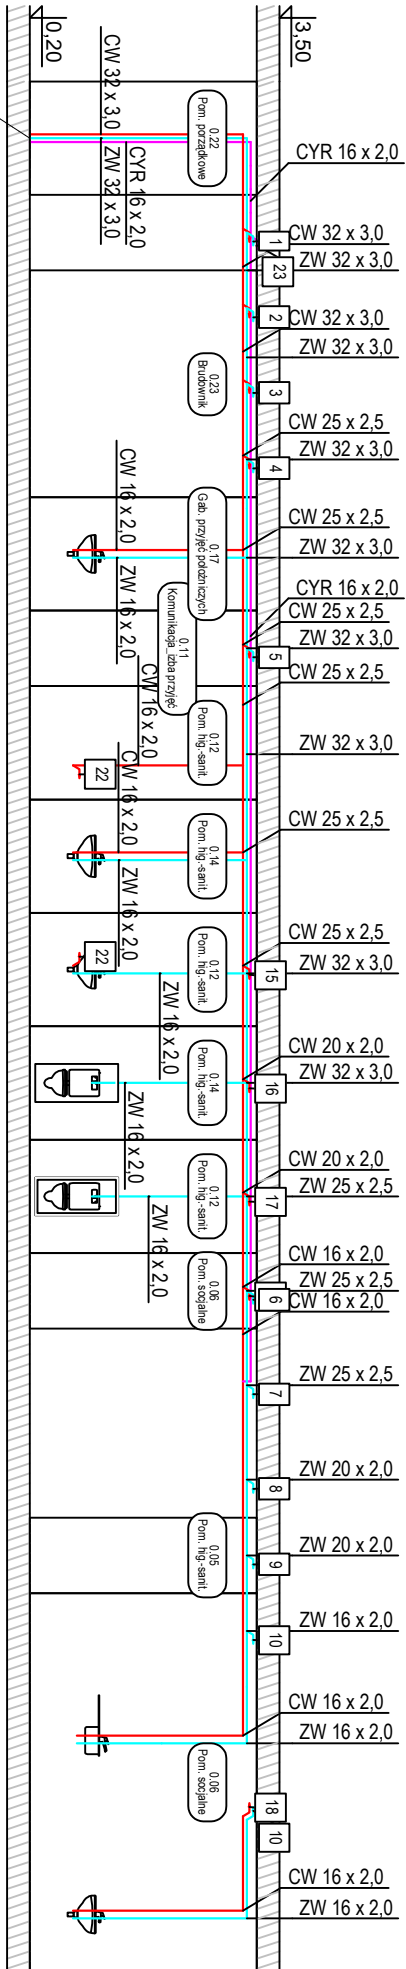 0,20
3,50
CW 32 x 3,0
ZW 32 x 3,0
CYR 16 x 2,0
0.22
Pom. porządkowe
CYR 16 x 2,0
1
CW 32 x 3,0
ZW 32 x 3,0
23
2
CW 32 x 3,0
ZW 32 x 3,0
0.23
Brudownik
3
CW 25 x 2,5
ZW 32 x 3,0
4
CW 16 x 2,0
ZW 16 x 2,0
0.17
Gab. przyjęć położniczych
CW 25 x 2,5
ZW 32 x 3,0
0.11
Komunikacja_izba przyjęć
CYR 16 x 2,0
CW 25 x 2,5
ZW 32 x 3,0
5
CW 25 x 2,5
CW 16 x 2,0
0.12
Pom. hig.-sanit.
22
ZW 32 x 3,0
CW 16 x 2,0
ZW 16 x 2,0
0.14
Pom. hig.-sanit.
CW 25 x 2,5
22
ZW 16 x 2,0
0.12
Pom. hig.-sanit.
CW 25 x 2,5
ZW 32 x 3,0
15
ZW 16 x 2,0
0.14
Pom. hig.-sanit.
CW 20 x 2,0
ZW 32 x 3,0
16
ZW 16 x 2,0
0.12
Pom. hig.-sanit.
CW 20 x 2,0
ZW 25 x 2,5
17
0.06
Pom. socjalne
CW 16 x 2,0
ZW 25 x 2,5
6
CW 16 x 2,0
ZW 25 x 2,5
7
ZW 20 x 2,0
8
0.05
Pom. hig.-sanit.
ZW 20 x 2,0
9
ZW 16 x 2,0
10
CW 16 x 2,0
ZW 16 x 2,0
0.06
Pom. socjalne
18
10
CW 16 x 2,0
ZW 16 x 2,0